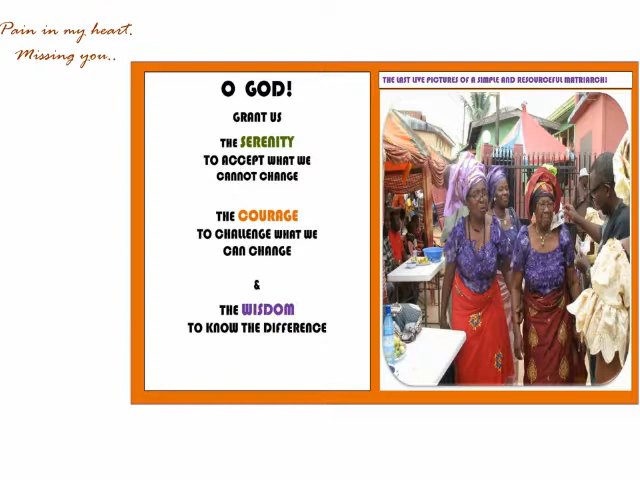 Pain in my heart.
Missing you..
O GOD!
GRANT US
THE SERENITY
TO ACCEPT WHAT WE
CANNOT CHANGE
THE COURAGE
TO CHALLENGE WHAT WE
CAN CHANGE
&
THE WISDOM
TO KNOW THE DIFFERENCE
THE LAST LIVE PICTURES OF A SIMPLE AND RESOURCEFUL MATRIARCH!